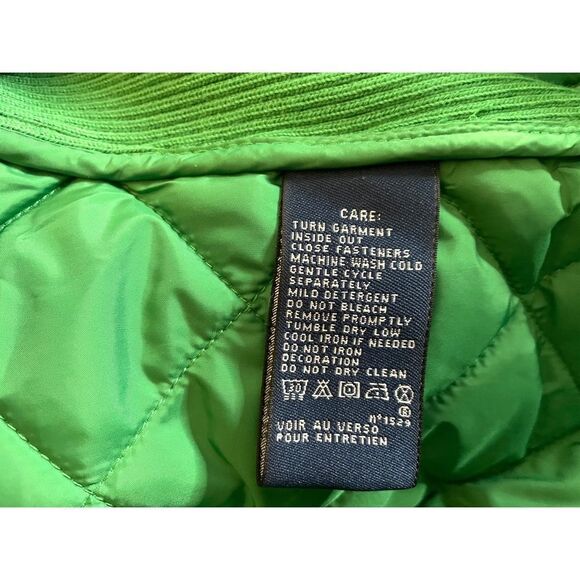 CARE:
TURN GARMENT
INSIDE OUT
CLOSE FASTENERS
MACHINE WASH COLD
GENTLE CYCLE
SEPARATELY
MILD DETERGENT
DO NOT BLEACH
REMOVE PROMPTLY
TUMBLE DRY LOW
COOL IRON IF NEEDED
DO NOT IRON
DECORATION
DO NOT DRY CLEAN
30
®
nº1529
VOIR AU VERSO
POUR ENTRETIEN